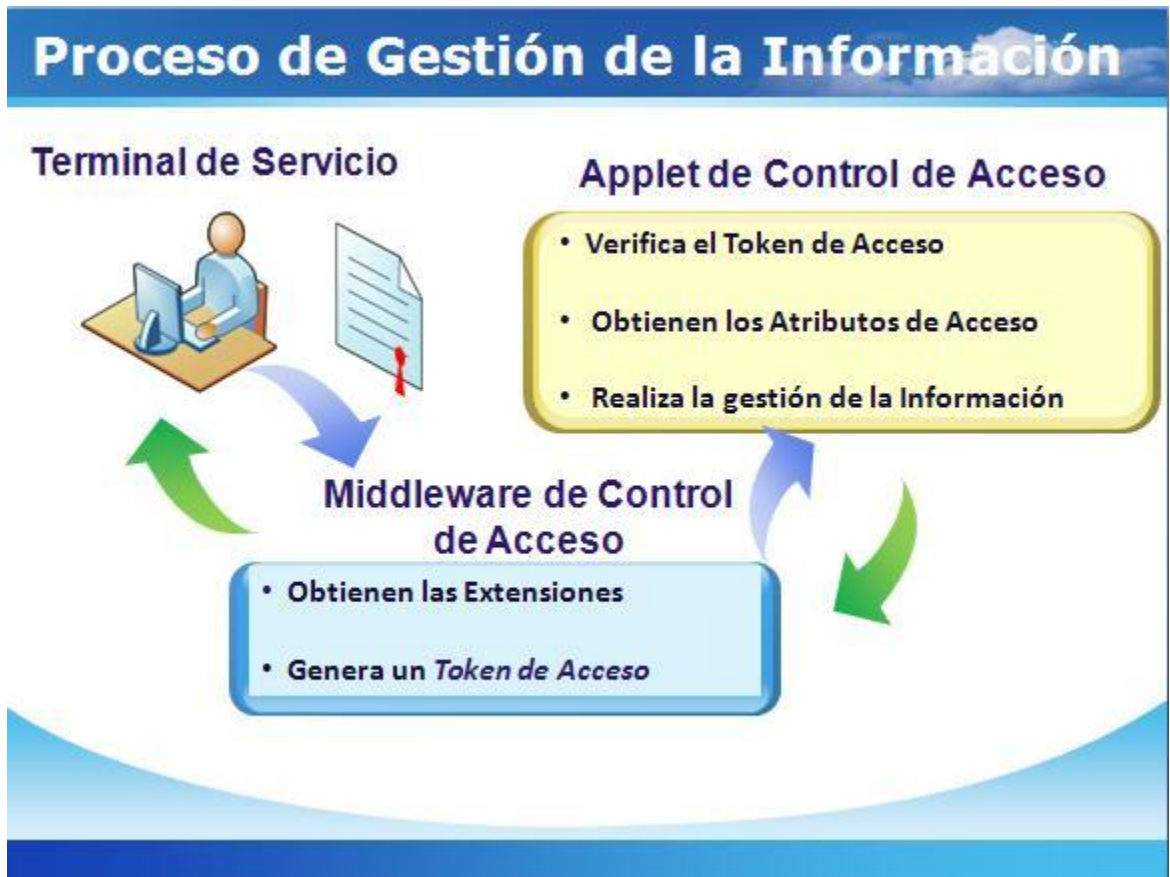 Proceso de Gestión de la Información
Terminal de Servicio
Applet de Control de Acceso
• Verifica el Token de Acceso
• Obtienen los Atributos de Acceso
• Realiza la gestión de la Información
Middleware de Control
de Acceso
• Obtienen las Extensiones
• Genera un Token de Acceso